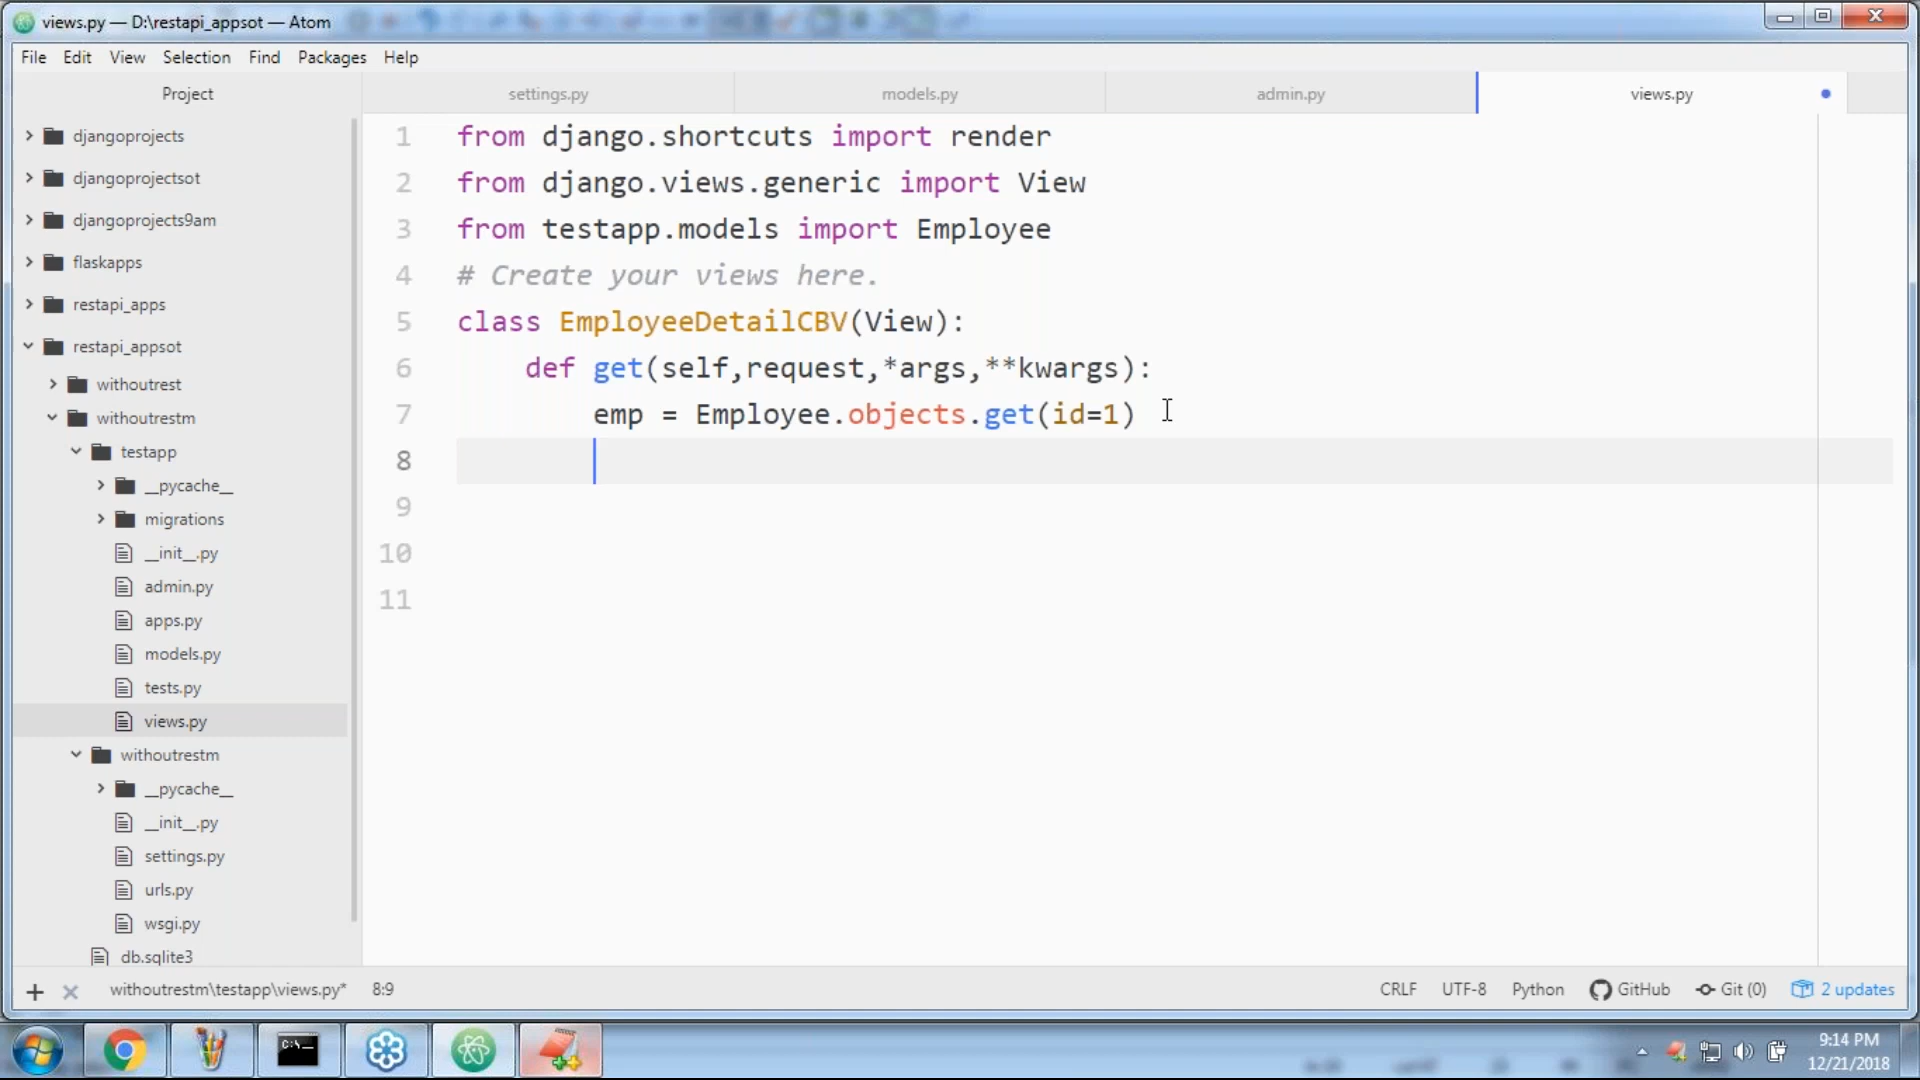 views.py — D:\restapi_appsot — Atom
File Edit View Selection Find Packages Help
Project
settings.py models.py admin.py views.py
djangoprojects
djangoprojectsot
djangoprojects9am
flaskapps
restapi_apps
restapi_appsot
withoutrest
withoutrestm
testapp
__pycache__
migrations
__init__.py
admin.py
apps.py
models.py
tests.py
views.py
withoutrestm
__pycache__
__init__.py
settings.py
urls.py
wsgi.py
db.sqlite3
1 from django.shortcuts import render
2 from django.views.generic import View
3 from testapp.models import Employee
4 # Create your views here.
5 class EmployeeDetailCBV(View):
6 def get(self,request,*args,**kwargs):
7 emp = Employee.objects.get(id=1)
8
9
10
11
withoutrestm\testapp\views.py* 8:9 CRLF UTF-8 Python GitHub Git (0) 2 updates
C:\_
9:14 PM
12/21/2018